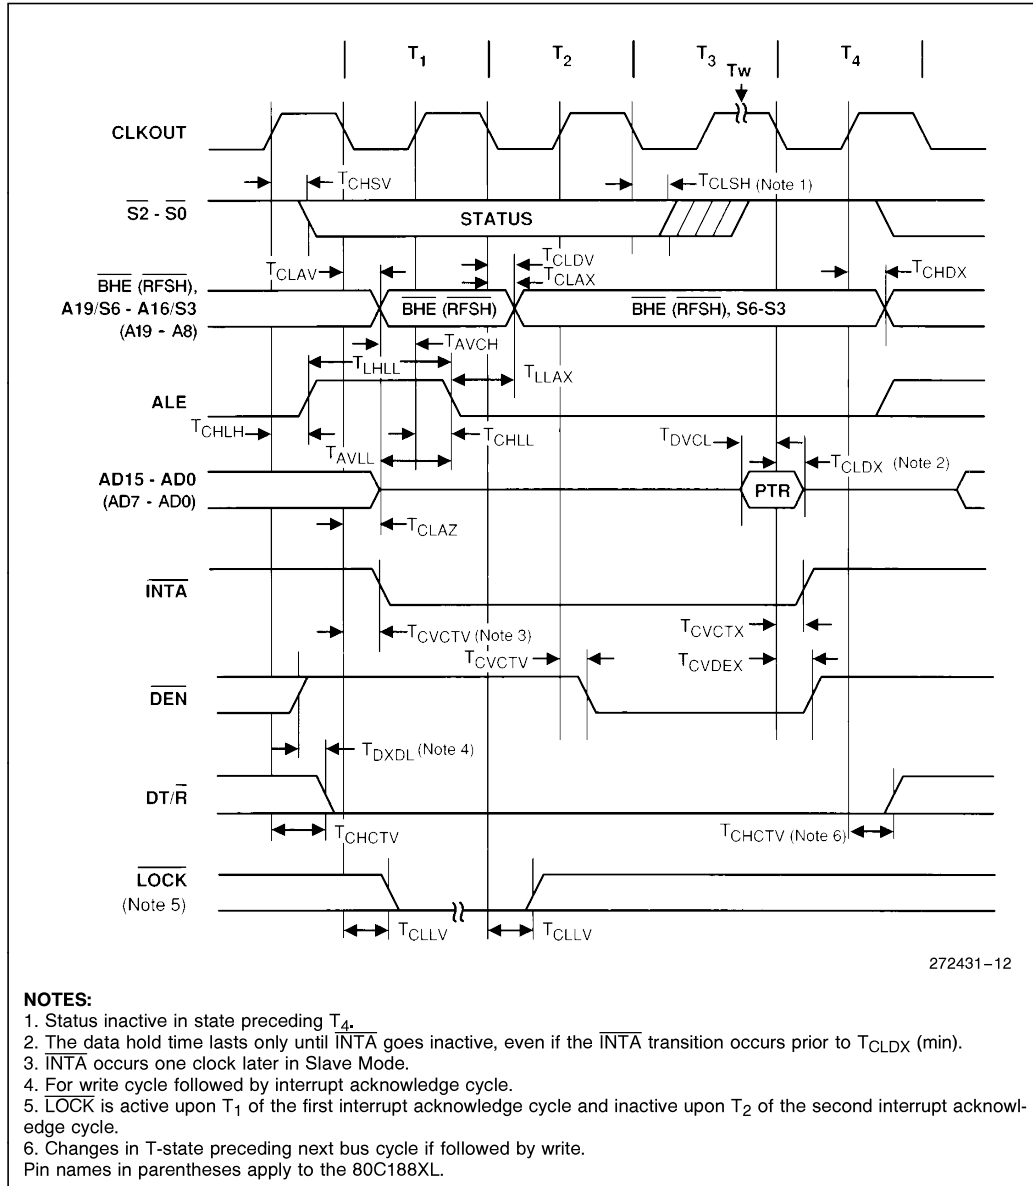 T1 T2 T3 T4
TW
CLKOUT
TCHSV TCLSH (Note 1)
S2 - S0 STATUS
TCLDV
TCLAV TCLAX TCHDX
BHE (RFSH),
A19/S6 - A16/S3 BHE (RFSH) BHE (RFSH), S6-S3
(A19 - A8)
TAVCH
TLHLL TLLAX
ALE
TCHLH TCHLL TDVCL
TAVLL TCLDX (Note 2)
AD15 - AD0
(AD7 - AD0) PTR
TCLAZ
INTA
TCVCTV (Note 3) TCVCTX
TCVCTV TCVDEX
DEN
TDXDL (Note 4)
DT/R
TCHCTV TCHCTV (Note 6)
LOCK
(Note 5)
TCLLV TCLLV
272431-12
NOTES:
1. Status inactive in state preceding T4.
2. The data hold time lasts only until INTA goes inactive, even if the INTA transition occurs prior to TCLDX (min).
3. INTA occurs one clock later in Slave Mode.
4. For write cycle followed by interrupt acknowledge cycle.
5. LOCK is active upon T1 of the first interrupt acknowledge cycle and inactive upon T2 of the second interrupt acknowl-
edge cycle.
6. Changes in T-state preceding next bus cycle if followed by write.
Pin names in parentheses apply to the 80C188XL.